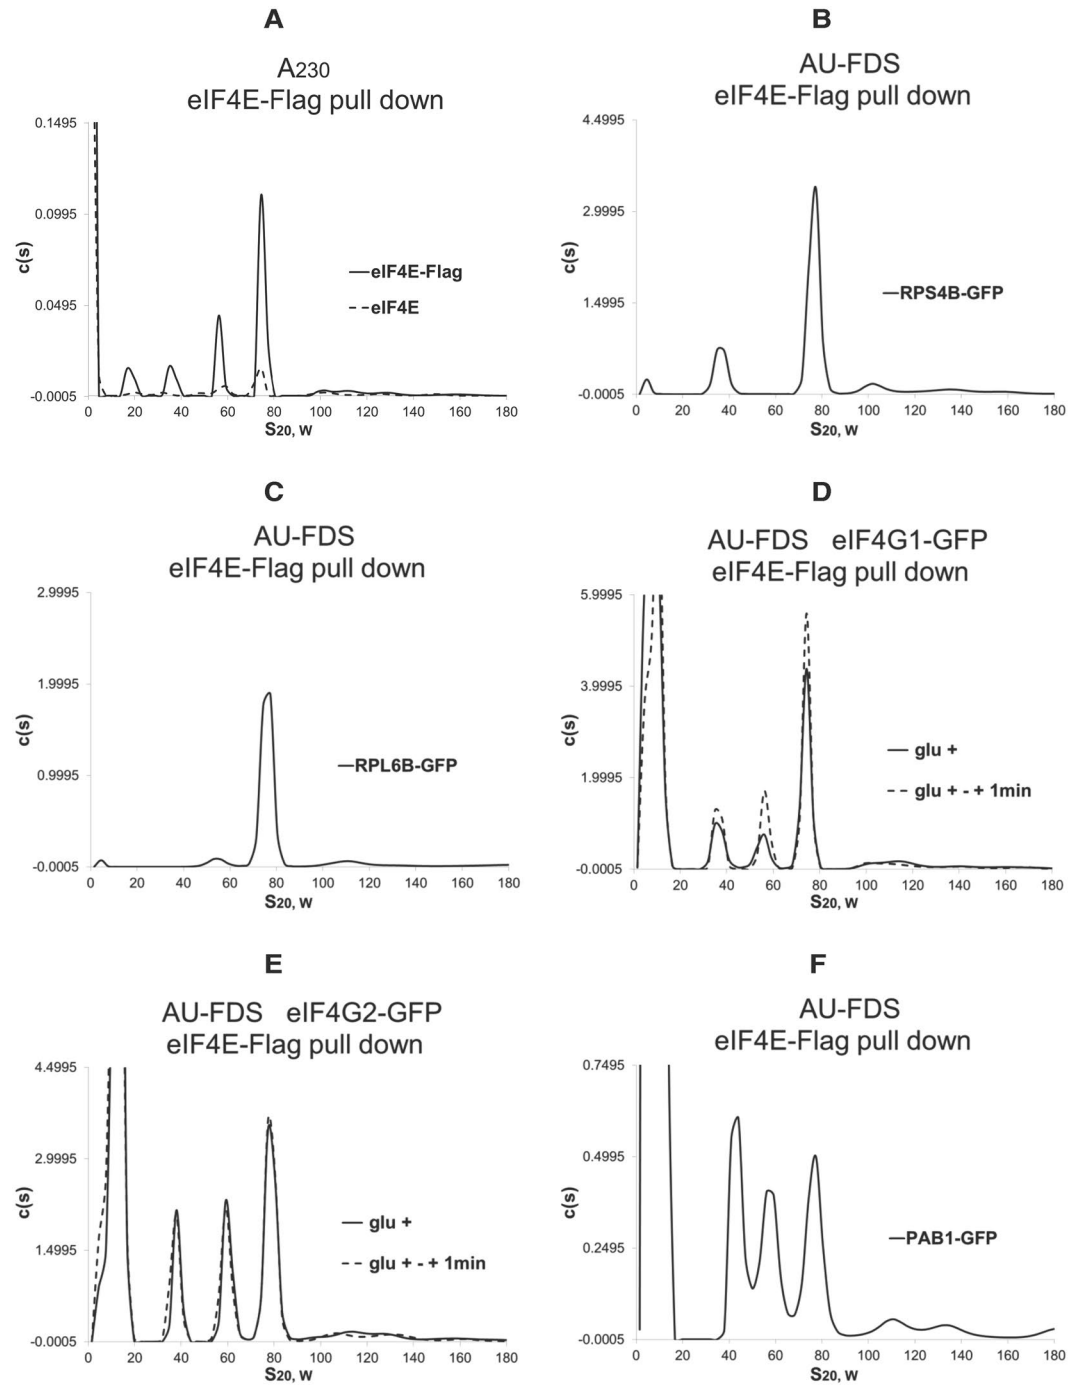 A
A230
eIF4E-Flag pull down
0.1495
0.0995
0.0495
-0.0005
c(s)
eIF4E-Flag
eIF4E
0 20 40 60 80 100 120 140 160 180
S20, W
B
AU-FDS
eIF4E-Flag pull down
4.4995
2.9995
1.4995
-0.0005
c(s)
RPS4B-GFP
0 20 40 60 80 100 120 140 160 180
S20, W
C
AU-FDS
eIF4E-Flag pull down
2.9995
1.9995
0.9995
-0.0005
c(s)
RPL6B-GFP
0 20 40 60 80 100 120 140 160 180
S20, W
D
AU-FDS eIF4G1-GFP
eIF4E-Flag pull down
5.9995
3.9995
1.9995
-0.0005
c(s)
glu +
glu + - + 1min
0 20 40 60 80 100 120 140 160 180
S20, W
E
AU-FDS eIF4G2-GFP
eIF4E-Flag pull down
4.4995
2.9995
1.4995
-0.0005
c(s)
glu +
glu + - + 1min
0 20 40 60 80 100 120 140 160 180
S20, W
F
AU-FDS
eIF4E-Flag pull down
0.7495
0.4995
0.2495
-0.0005
c(s)
PAB1-GFP
0 20 40 60 80 100 120 140 160 180
S20, W